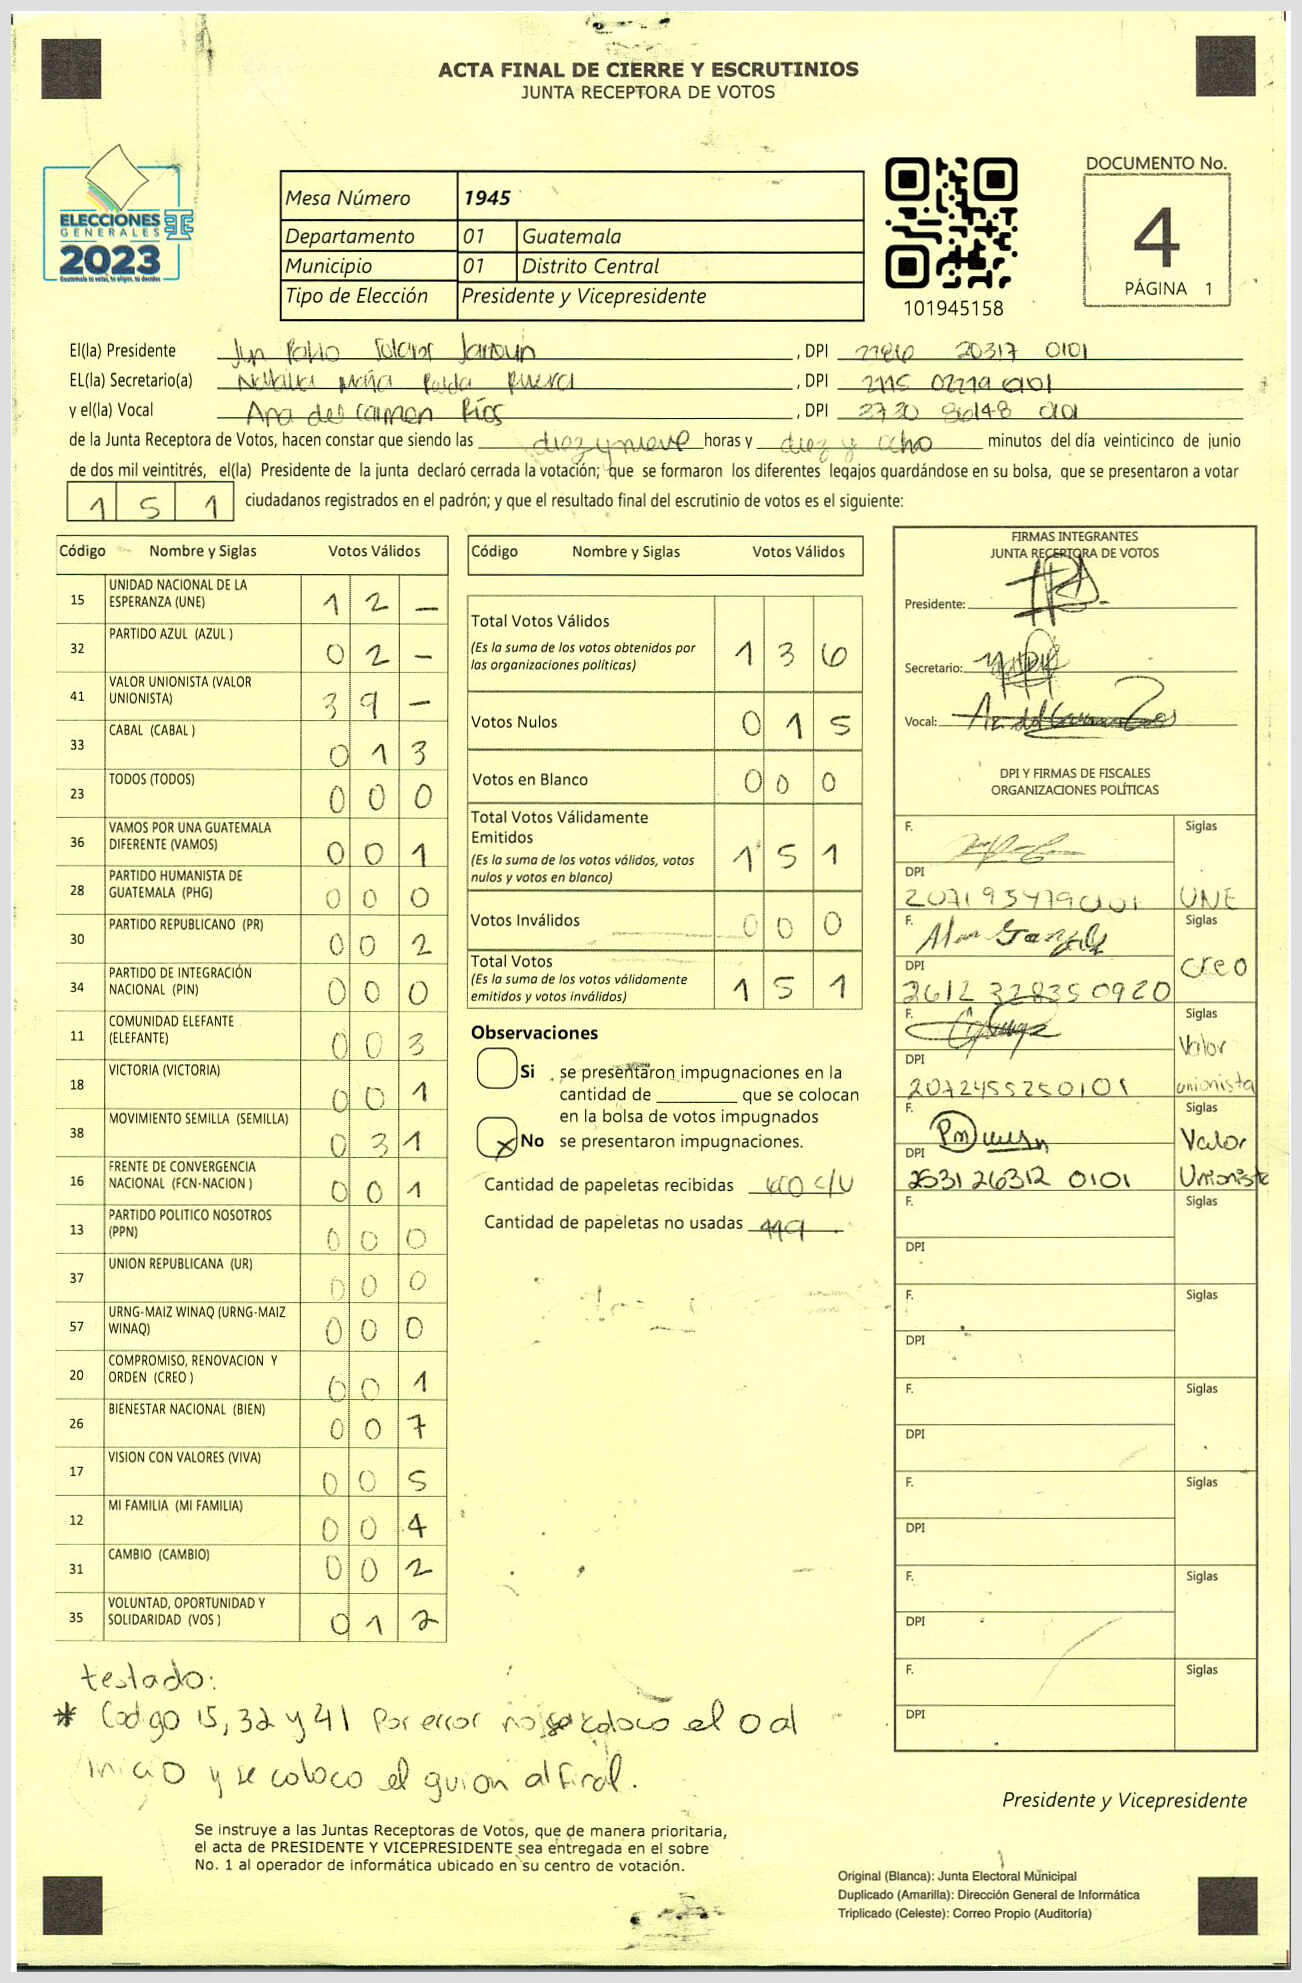 ACTA FINAL DE CIERRE Y ESCRUTINIOS
JUNTA RECEPTORA DE VOTOS
ELECCIONES
GENERALES
2023
Guatemala tú votas, tú eliges, tú decides
Mesa Número 1945
Departamento 01 Guatemala
Municipio 01 Distrito Central
Tipo de Elección Presidente y Vicepresidente
101945158
DOCUMENTO No.
4
PÁGINA 1
El(la) Presidente Pablo , DPI 20317 0101
EL(la) Secretario(a) , DPI 0101
y el(la) Vocal Ana del Carmen Ríos , DPI 3730 86148 0101
de la Junta Receptora de Votos, hacen constar que siendo las diez y nueve horas y diez y ocho minutos del día veinticinco de junio
de dos mil veintitrés, el(la) Presidente de la junta declaró cerrada la votación; que se formaron los diferentes legajos guardándose en su bolsa, que se presentaron a votar
1 5 1 ciudadanos registrados en el padrón; y que el resultado final del escrutinio de votos es el siguiente:
Código Nombre y Siglas Votos Válidos
15 UNIDAD NACIONAL DE LA ESPERANZA (UNE) 1 2 -
32 PARTIDO AZUL (AZUL ) 0 2 -
41 VALOR UNIONISTA (VALOR UNIONISTA) 3 9 -
33 CABAL (CABAL ) 0 1 3
23 TODOS (TODOS) 0 0 0
36 VAMOS POR UNA GUATEMALA DIFERENTE (VAMOS) 0 0 1
28 PARTIDO HUMANISTA DE GUATEMALA (PHG) 0 0 0
30 PARTIDO REPUBLICANO (PR) 0 0 2
34 PARTIDO DE INTEGRACIÓN NACIONAL (PIN) 0 0 0
11 COMUNIDAD ELEFANTE (ELEFANTE) 0 0 3
18 VICTORIA (VICTORIA) 0 0 1
38 MOVIMIENTO SEMILLA (SEMILLA) 0 3 1
16 FRENTE DE CONVERGENCIA NACIONAL (FCN-NACION ) 0 0 1
13 PARTIDO POLITICO NOSOTROS (PPN) 0 0 0
37 UNION REPUBLICANA (UR) 0 0 0
57 URNG-MAIZ WINAQ (URNG-MAIZ WINAQ) 0 0 0
20 COMPROMISO, RENOVACION Y ORDEN (CREO ) 0 0 1
26 BIENESTAR NACIONAL (BIEN) 0 0 7
17 VISION CON VALORES (VIVA) 0 0 5
12 MI FAMILIA (MI FAMILIA) 0 0 4
31 CAMBIO (CAMBIO) 0 0 2
35 VOLUNTAD, OPORTUNIDAD Y SOLIDARIDAD (VOS ) 0 1 2
Código Nombre y Siglas Votos Válidos
Total Votos Válidos 1 3 6
(Es la suma de los votos obtenidos por
las organizaciones políticas)
Votos Nulos 0 1 5
Votos en Blanco 0 0 0
Total Votos Válidamente
Emitidos 1 5 1
(Es la suma de los votos válidos, votos
nulos y votos en blanco)
Votos Inválidos 0 0 0
Total Votos
(Es la suma de los votos válidamente
emitidos y votos inválidos) 1 5 1
Observaciones
Si se presentaron impugnaciones en la
cantidad de ________ que se colocan
en la bolsa de votos impugnados
X No se presentaron impugnaciones.
Cantidad de papeletas recibidas 600 c/u
Cantidad de papeletas no usadas 449
FIRMAS INTEGRANTES
JUNTA RECEPTORA DE VOTOS
Presidente:
Secretario:
Vocal:
DPI Y FIRMAS DE FISCALES
ORGANIZACIONES POLÍTICAS
F. Siglas
DPI
2071934790101 UNE
F. Siglas
DPI Creo
2612 328350920
F. Siglas
DPI Valor
2072455250101 unionista
F. Siglas
DPI Valor
2531 26312 0101 Unionista
F. Siglas
DPI
F. Siglas
DPI
F. Siglas
DPI
F. Siglas
DPI
F. Siglas
DPI
F. Siglas
DPI
testado:
* Codigo 15, 32 y 41 Por error no se coloco el 0 al
inicio y se coloco el guion al final.
Presidente y Vicepresidente
Se instruye a las Juntas Receptoras de Votos, que de manera prioritaria,
el acta de PRESIDENTE Y VICEPRESIDENTE sea entregada en el sobre
No. 1 al operador de informática ubicado en su centro de votación.
Original (Blanca): Junta Electoral Municipal
Duplicado (Amarilla): Dirección General de Informática
Triplicado (Celeste): Correo Propio (Auditoría)